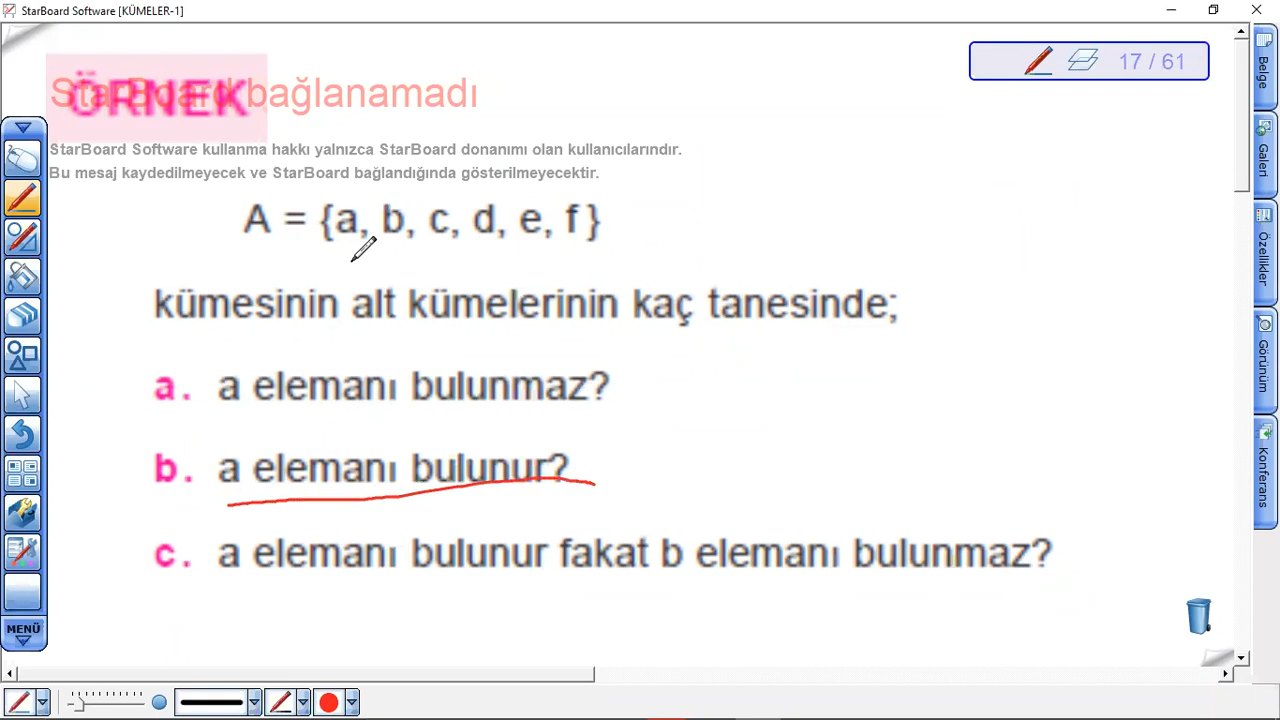 StarBoard Software [KÜMELER-1]
17 / 61
ÖRNEK
StarBoard bağlanamadı
StarBoard Software kullanma hakkı yalnızca StarBoard donanımı olan kullanıcılarındır.
Bu mesaj kaydedilmeyecek ve StarBoard bağlandığında gösterilmeyecektir.
A = {a, b, c, d, e, f}
kümesinin alt kümelerinin kaç tanesinde;
a. a elemanı bulunmaz?
b. a elemanı bulunur?
c. a elemanı bulunur fakat b elemanı bulunmaz?
MENÜ
Belge
Galeri
Özellikler
Görünüm
Konferans